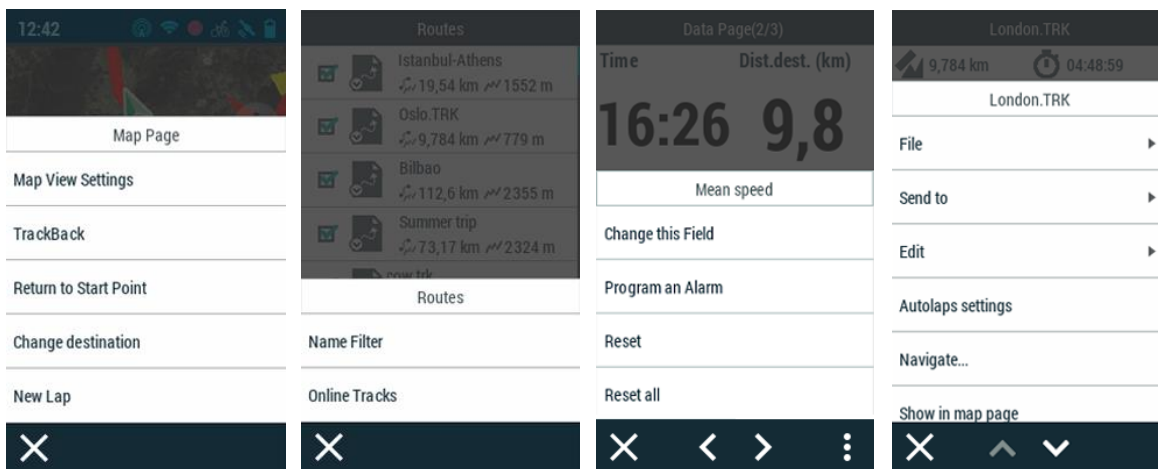 12:42
Map Page
Map View Settings
TrackBack
Return to Start Point
Change destination
New Lap
Routes
Istanbul-Athens
19,54 km 1552 m
Oslo.TRK
9,784 km 779 m
Bilbao
112,6 km 2355 m
Summer trip
73,17 km 2324 m
cow.trk
Routes
Name Filter
Online Tracks
Data Page(2/3)
Time Dist.dest. (km)
16:26 9,8
Mean speed
Change this Field
Program an Alarm
Reset
Reset all
London.TRK
9,784 km 04:48:59
London.TRK
File
Send to
Edit
Autolaps settings
Navigate...
Show in map page